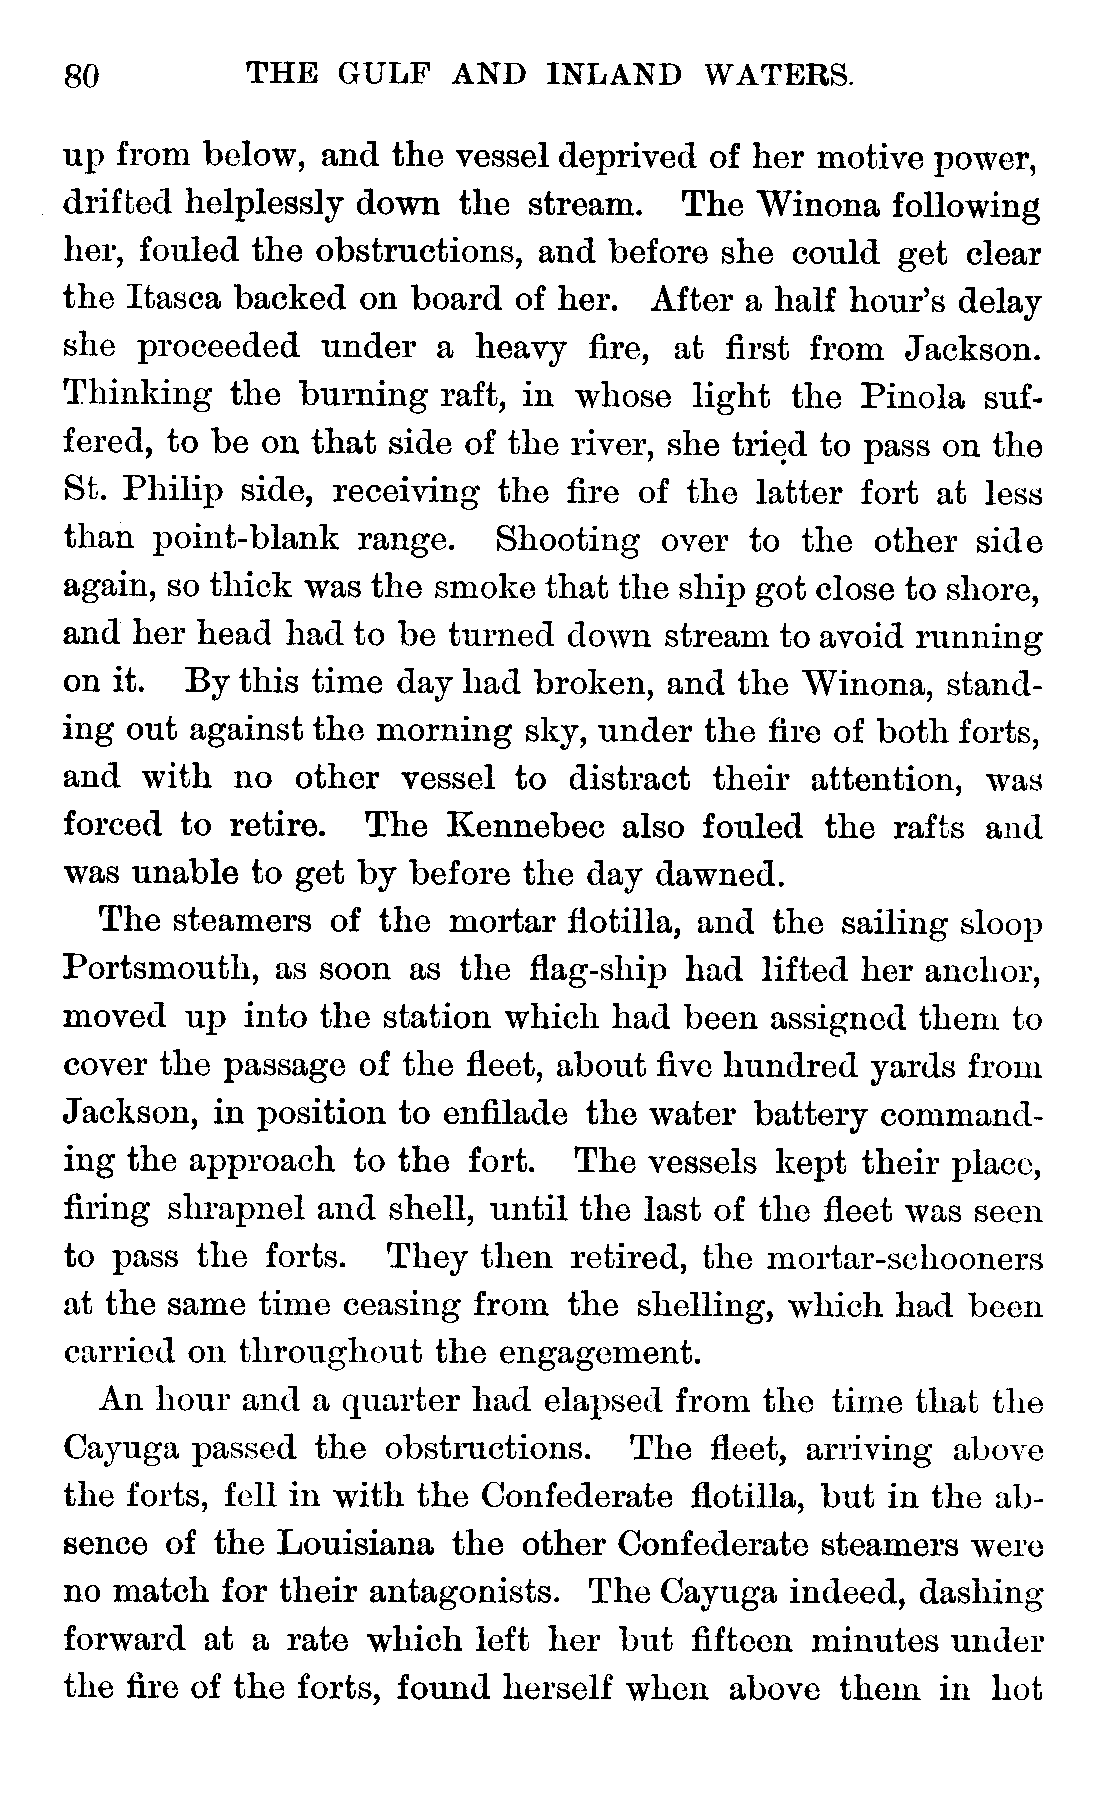 80 THE GULF AND INLAND WATERS.
up from below, and the vessel deprived of her motive power,
drifted helplessly down the stream. The Winona following
her, fouled the obstructions, and before she could get clear
the Itasca backed on board of her. After a half hour's delay
she proceeded under a heavy fire, at first from Jackson.
Thinking the burning raft, in whose light the Pinola suf-
fered, to be on that side of the river, she tried to pass on the
St. Philip side, receiving the fire of the latter fort at less
than point-blank range. Shooting over to the other side
again, so thick was the smoke that the ship got close to shore,
and her head had to be turned down stream to avoid running
on it. By this time day had broken, and the Winona, stand-
ing out against the morning sky, under the fire of both forts,
and with no other vessel to distract their attention, was
forced to retire. The Kennebec also fouled the rafts and
was unable to get by before the day dawned.
The steamers of the mortar flotilla, and the sailing sloop
Portsmouth, as soon as the flag-ship had lifted her anchor,
moved up into the station which had been assigned them to
cover the passage of the fleet, about five hundred yards from
Jackson, in position to enfilade the water battery command-
ing the approach to the fort. The vessels kept their place,
firing shrapnel and shell, until the last of the fleet was seen
to pass the forts. They then retired, the mortar-schooners
at the same time ceasing from the shelling, which had been
carried on throughout the engagement.
An hour and a quarter had elapsed from the time that the
Cayuga passed the obstructions. The fleet, arriving above
the forts, fell in with the Confederate flotilla, but in the ab-
sence of the Louisiana the other Confederate steamers were
no match for their antagonists. The Cayuga indeed, dashing
forward at a rate which left her but fifteen minutes under
the fire of the forts, found herself when above them in hot